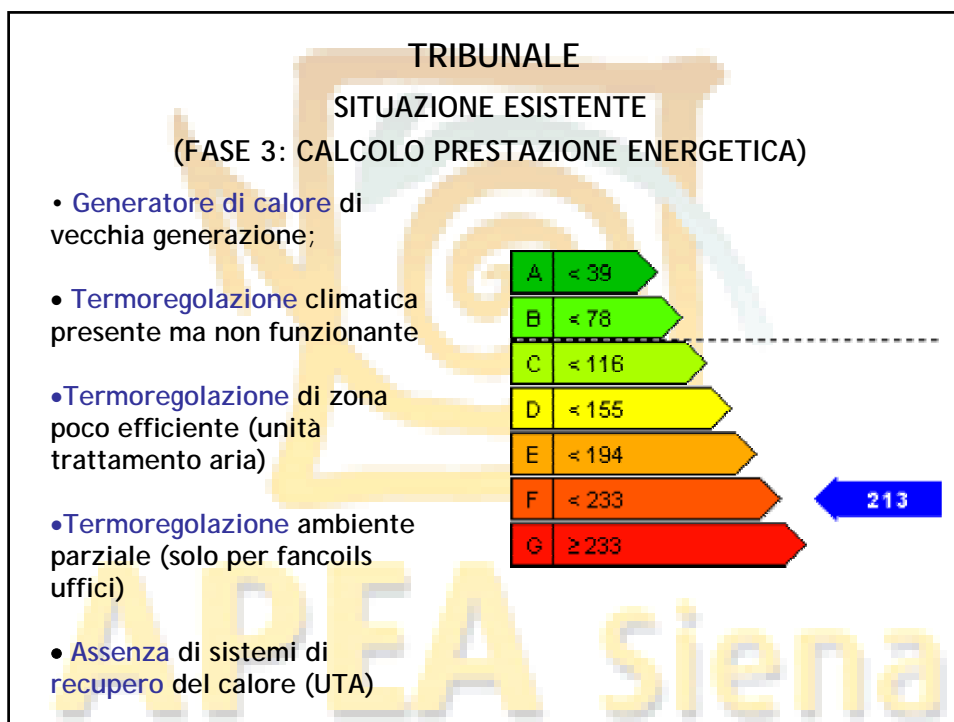 TRIBUNALE
SITUAZIONE ESISTENTE
(FASE 3: CALCOLO PRESTAZIONE ENERGETICA)
• Generatore di calore di
vecchia generazione;
• Termoregolazione climatica
presente ma non funzionante
•Termoregolazione di zona
poco efficiente (unità
trattamento aria)
•Termoregolazione ambiente
parziale (solo per fancoils
uffici)
• Assenza di sistemi di
recupero del calore (UTA)
A < 39
B < 78
C < 116
D < 155
E < 194
F < 233
213
G ≥ 233
APEA Siena